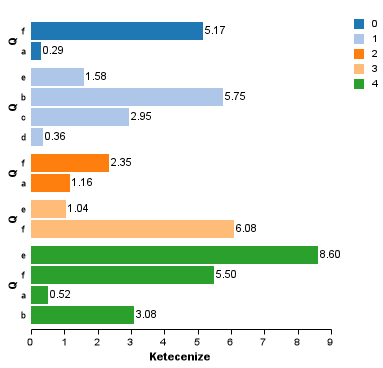 Q
f 5.17
a 0.29
Q
e 1.58
b 5.75
c 2.95
d 0.36
Q
f 2.35
a 1.16
Q
e 1.04
f 6.08
Q
e 8.60
f 5.50
a 0.52
b 3.08
0 1 2 3 4 5 6 7 8 9
Ketecenize
0
1
2
3
4